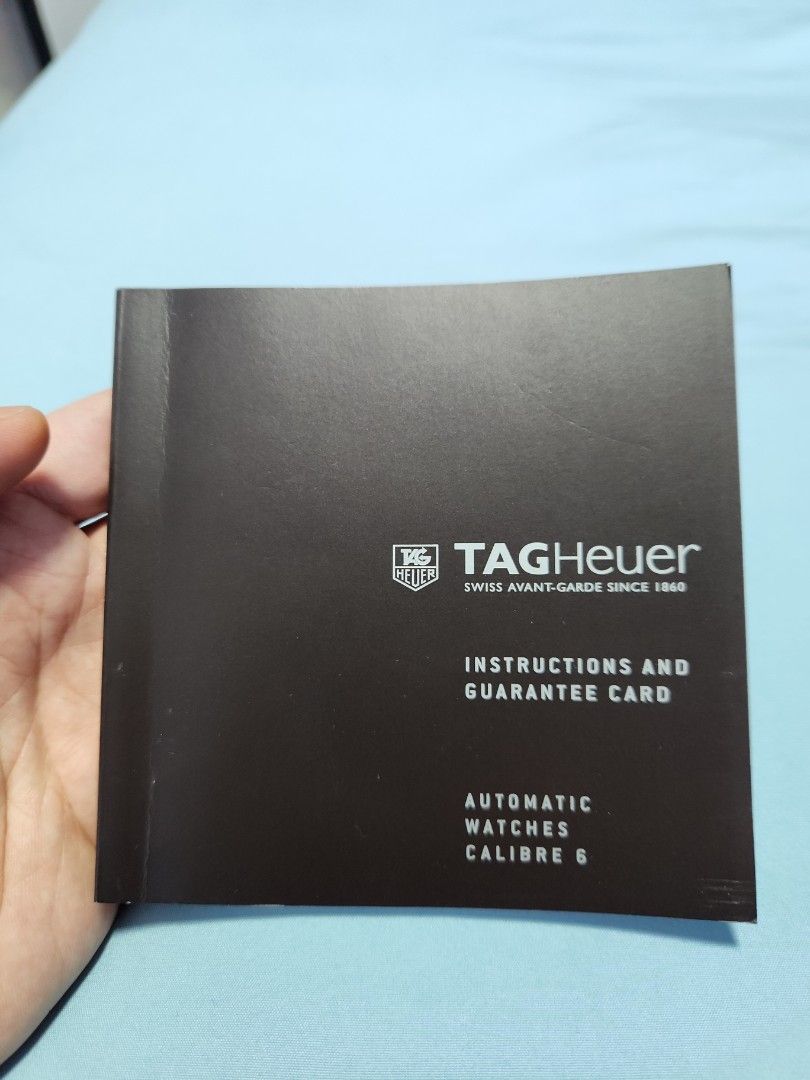 TAG
HEUER
TAGHeuer
SWISS AVANT-GARDE SINCE 1860
INSTRUCTIONS AND
GUARANTEE CARD
AUTOMATIC
WATCHES
CALIBRE 6